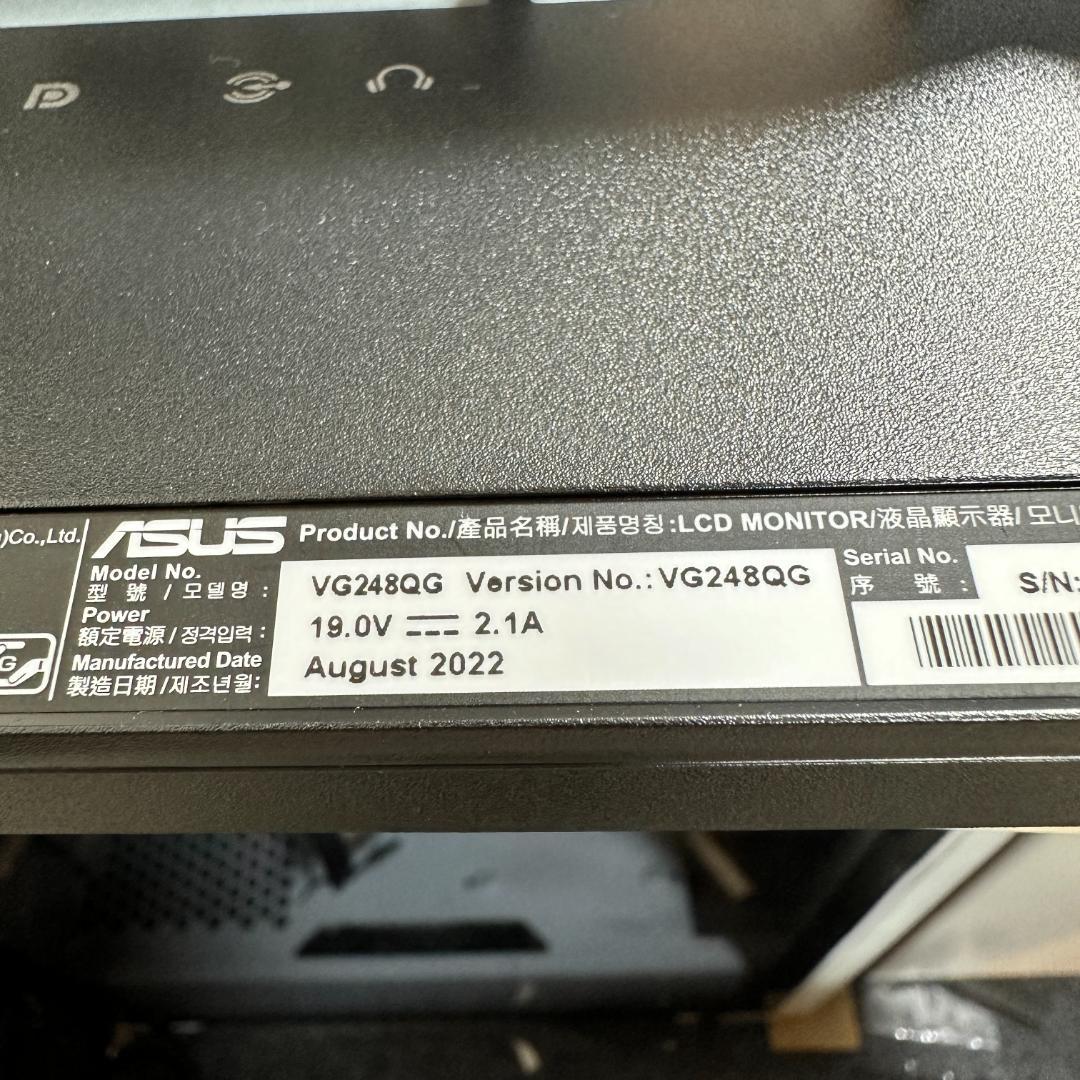 )Co.,Ltd.
ASUS Product No./產品名稱/제품명칭:LCD MONITOR/液晶顯示器/ 모니
Model No.
型 號 / 모델명 :
VG248QG Version No.: VG248QG
Power
額定電源 / 정격입력 :
19.0V 2.1A
Manufactured Date
製造日期 /제조년월:
August 2022
Serial No.
序 號 :
S/N:
G